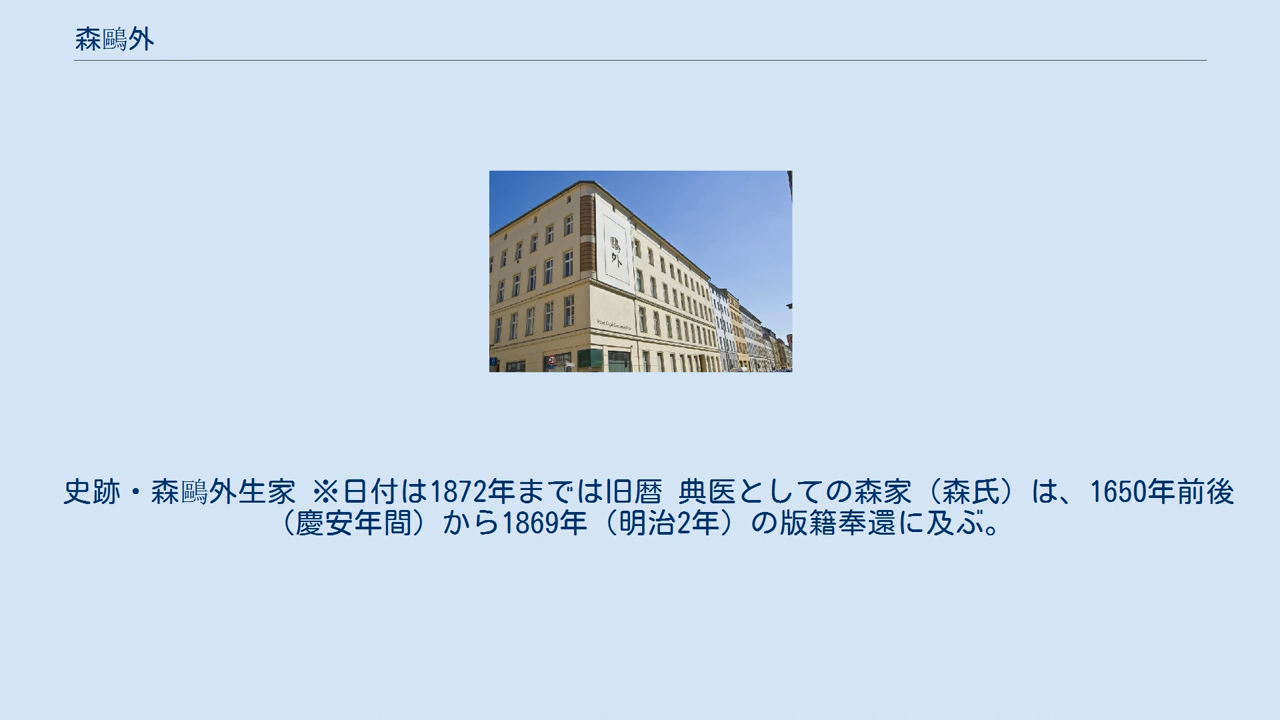 森鷗外
鷗
外
史跡・森鷗外生家 ※日付は1872年までは旧暦 典医としての森家（森氏）は、1650年前後
（慶安年間）から1869年（明治2年）の版籍奉還に及ぶ。